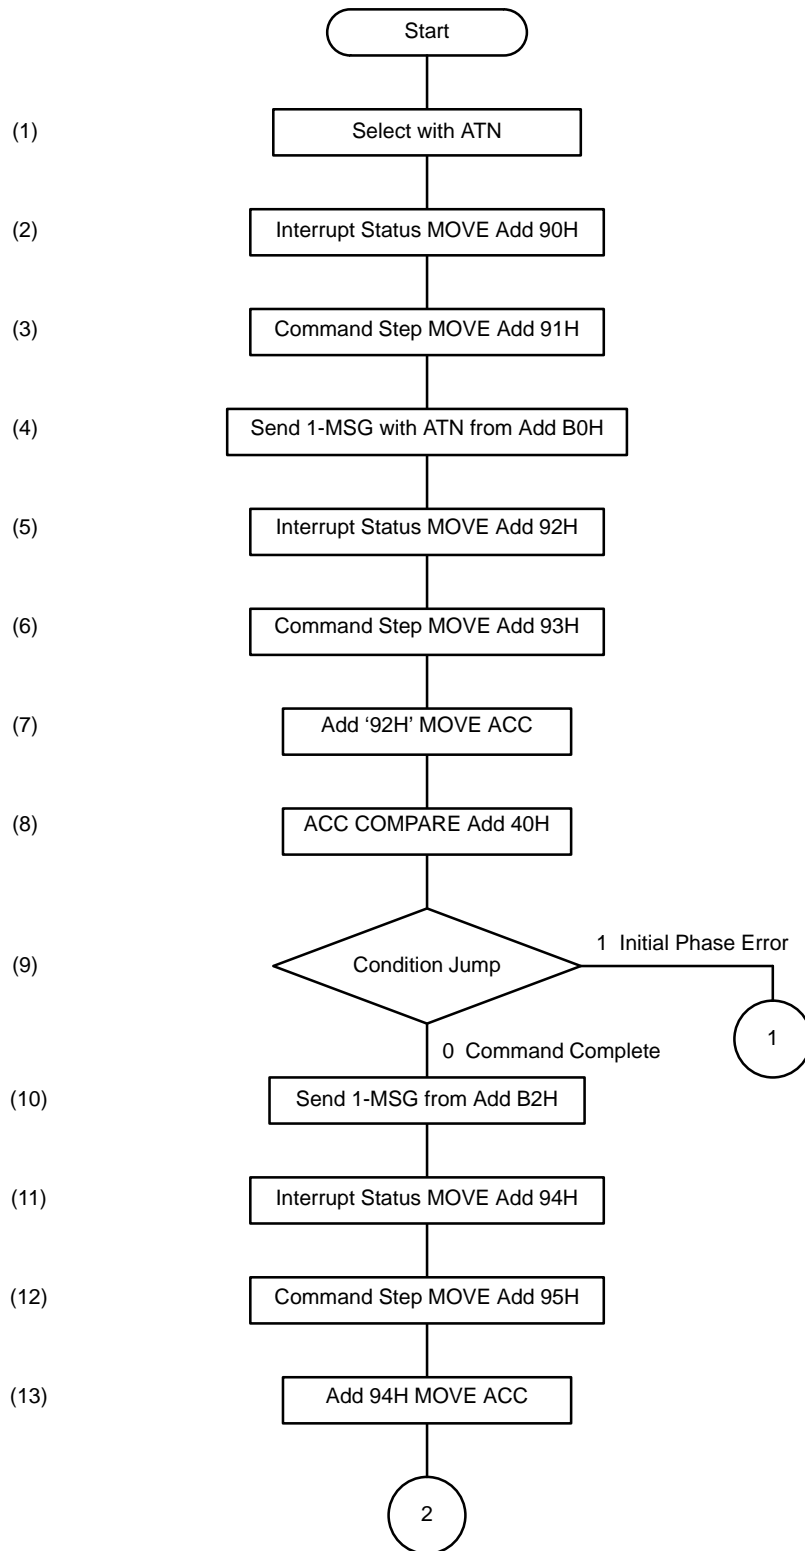 Start
(1) Select with ATN
(2) Interrupt Status MOVE Add 90H
(3) Command Step MOVE Add 91H
(4) Send 1-MSG with ATN from Add B0H
(5) Interrupt Status MOVE Add 92H
(6) Command Step MOVE Add 93H
(7) Add ‘92H’ MOVE ACC
(8) ACC COMPARE Add 40H
1 Initial Phase Error
(9) Condition Jump
1
0 Command Complete
(10) Send 1-MSG from Add B2H
(11) Interrupt Status MOVE Add 94H
(12) Command Step MOVE Add 95H
(13) Add 94H MOVE ACC
2